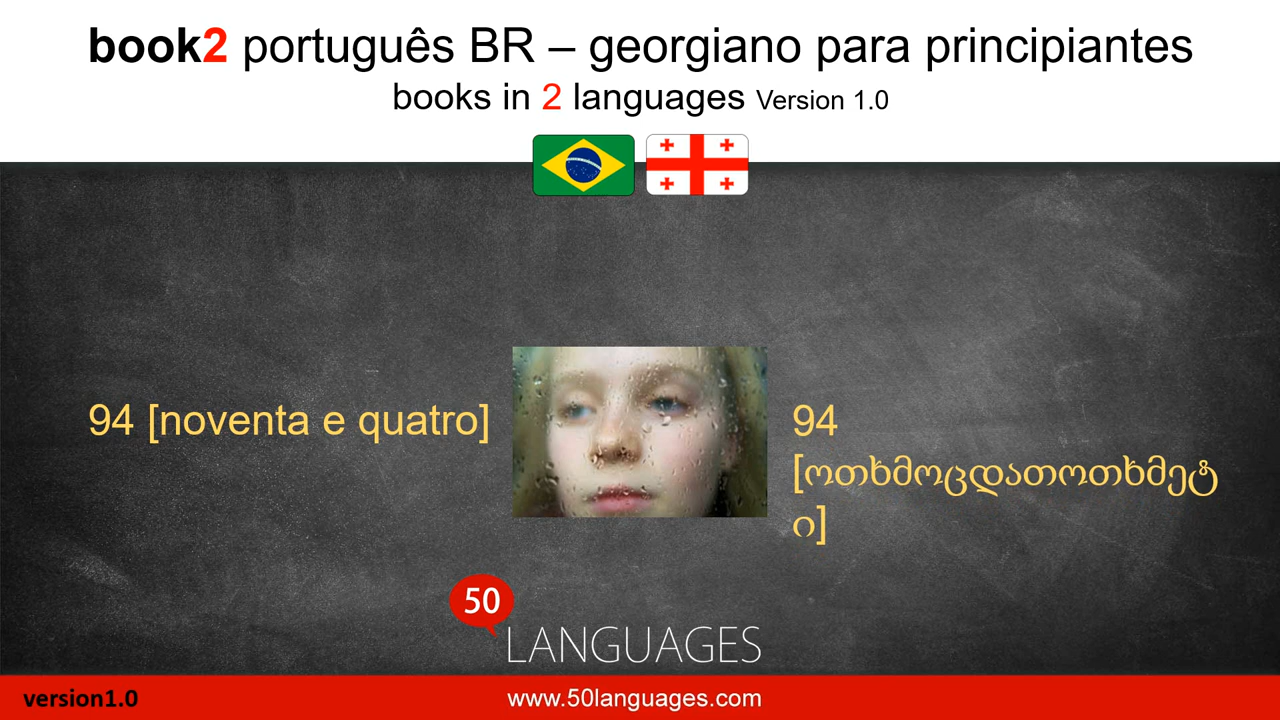 book2 português BR – georgiano para principiantes
books in 2 languages Version 1.0
94 [noventa e quatro]
94
[ოთხმოცდათოთხმეტ
ი]
50
LANGUAGES
version1.0
www.50languages.com